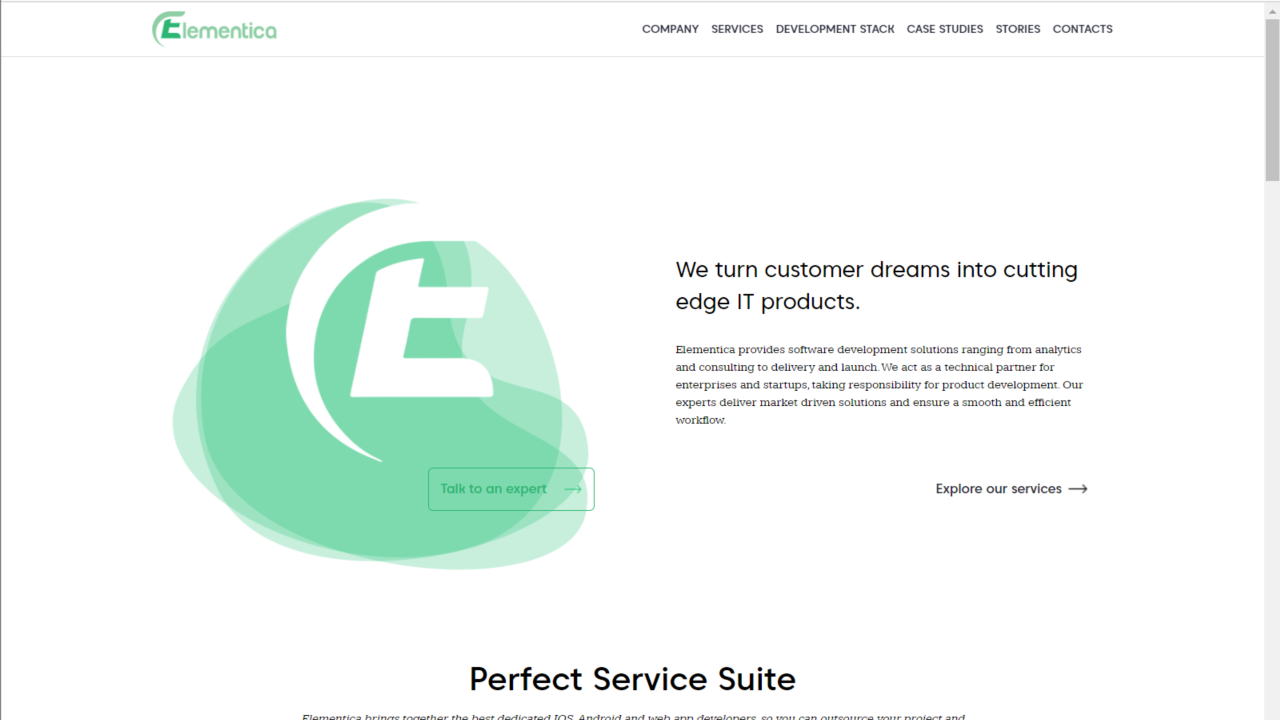 Elementica
COMPANY SERVICES DEVELOPMENT STACK CASE STUDIES STORIES CONTACTS
We turn customer dreams into cutting
edge IT products.
Elementica provides software development solutions ranging from analytics
and consulting to delivery and launch. We act as a technical partner for
enterprises and startups, taking responsibility for product development. Our
experts deliver market driven solutions and ensure a smooth and efficient
workflow.
Talk to an expert
Explore our services
Perfect Service Suite
Elementica brings together the best dedicated IOS, Android and web app developers, so you can outsource your project and